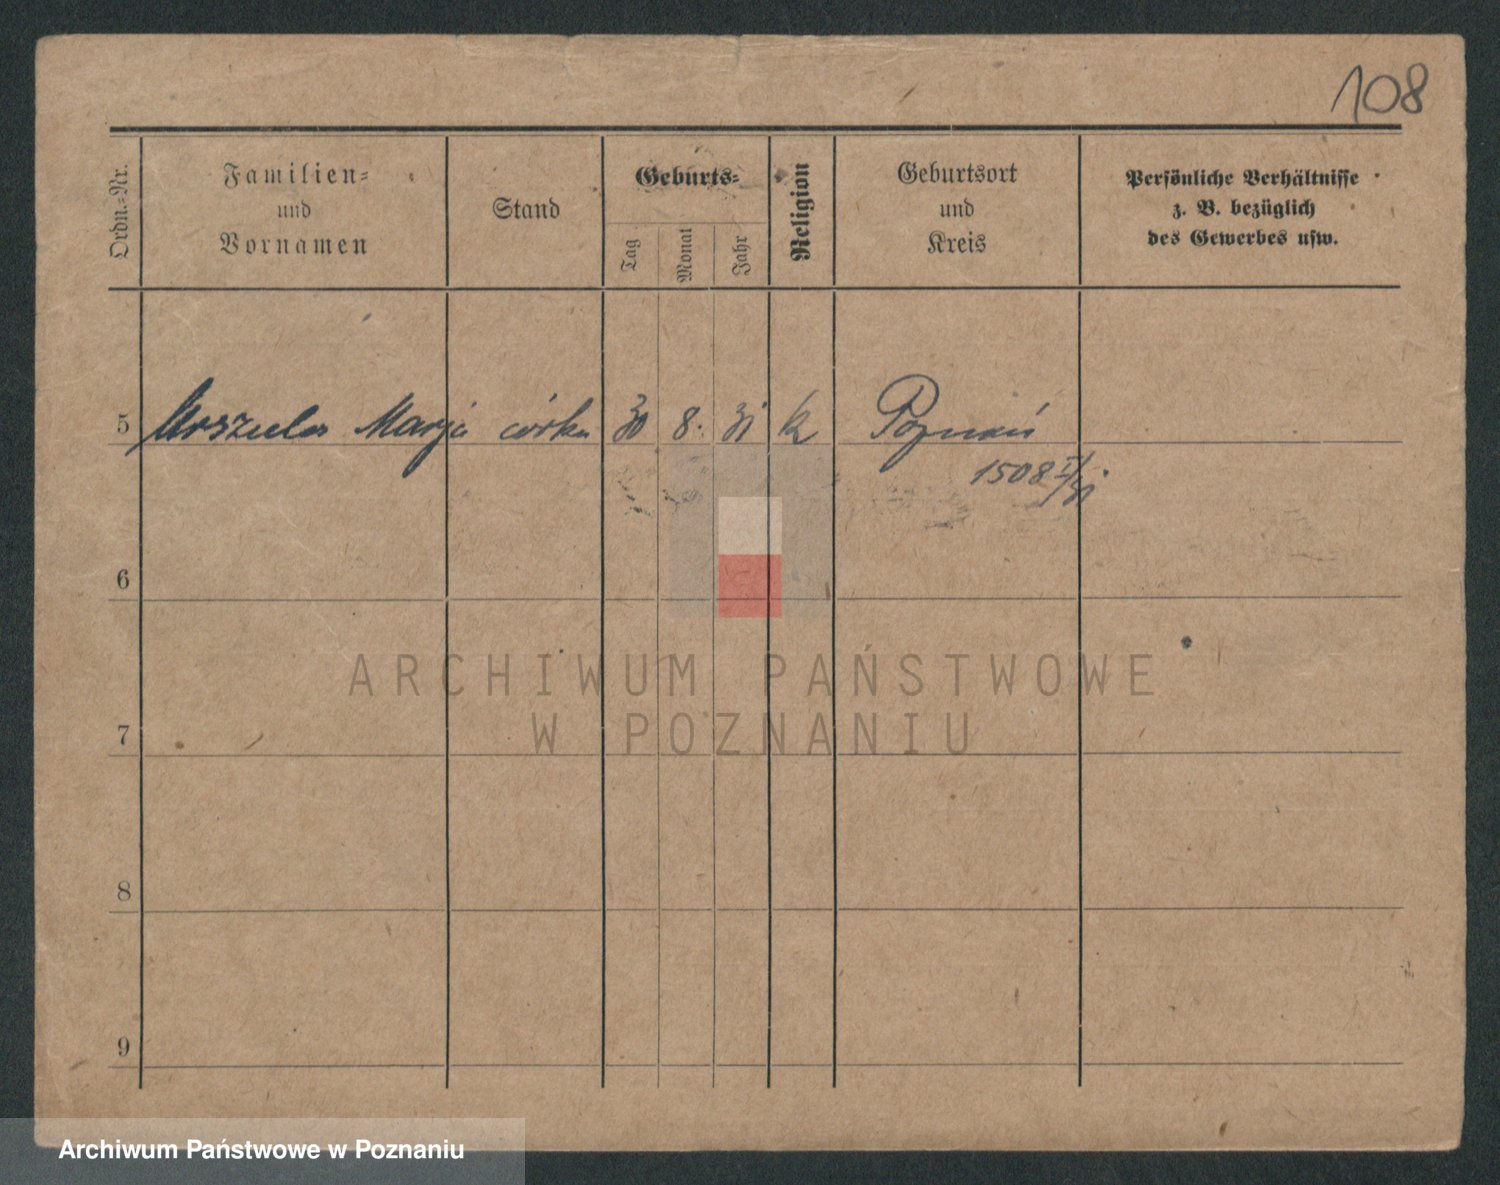 108
Ordn.-Nr.
Familien-
und
Vornamen
Stand
Geburts-
Tag
Monat
Jahr
Religion
Geburtsort
und
Kreis
Persönliche Verhältnisse
z. B. bezüglich
des Gewerbes usw.
5 Urszula Marja córka 30 8. 31 k Poznań
1508 I/31
6
7
8
9
ARCHIWUM PAŃSTWOWE
W POZNANIU
Archiwum Państwowe w Poznaniu